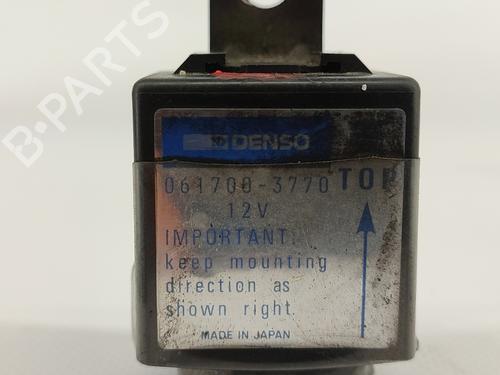 B-PARTS
DENSO
061700-3770 TOP
12V
IMPORTANT:
keep mounting
direction as
shown right.
MADE IN JAPAN